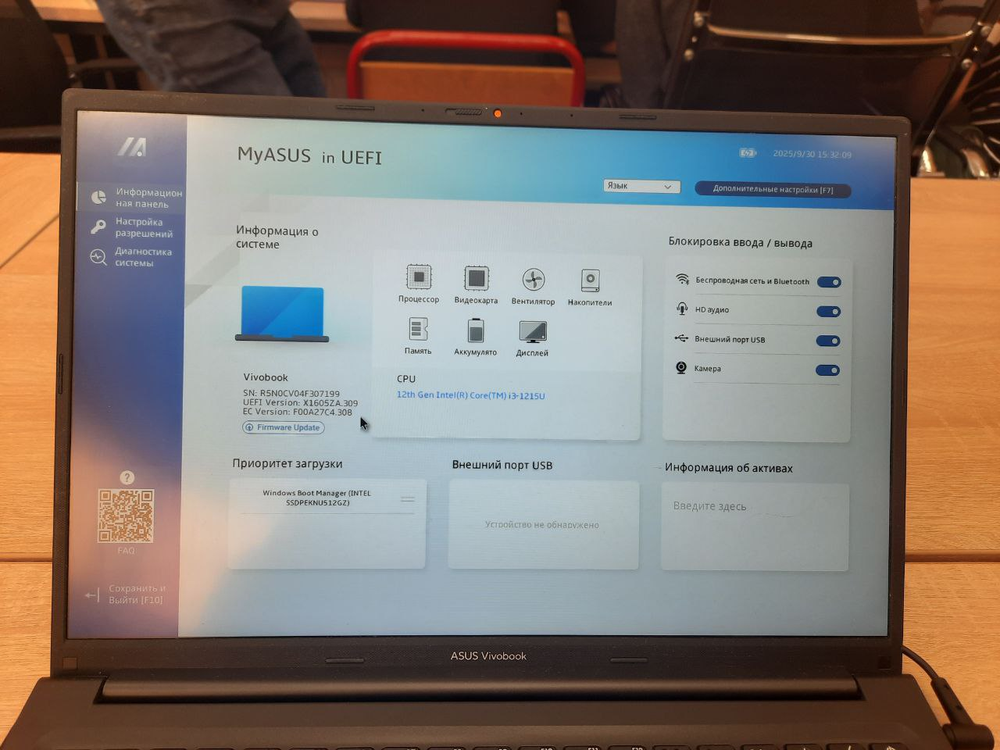 MyASUS in UEFI
2025/9/30 15:32:09
Язык
Дополнительные настройки [F7]
Информацион
ная панель
Настройка
разрешений
Диагностика
системы
FAQ
Сохранить и
Выйти [F10]
Информация о
системе
Vivobook
SN: R5N0CV04F307199
UEFI Version: X1605ZA.309
EC Version: F00A27C4.308
Firmware Update
Процессор
Видеокарта
Вентилятор
Накопители
Память
Аккумулято
Дисплей
CPU
12th Gen Intel(R) Core(TM) i3-1215U
Блокировка ввода / вывода
Беспроводная сеть и Bluetooth
HD аудио
Внешний порт USB
Камера
Приоритет загрузки
Windows Boot Manager (INTEL
SSDPEKNU512GZ)
Внешний порт USB
Устройство не обнаружено
Информация об активах
Введите здесь
ASUS Vivobook